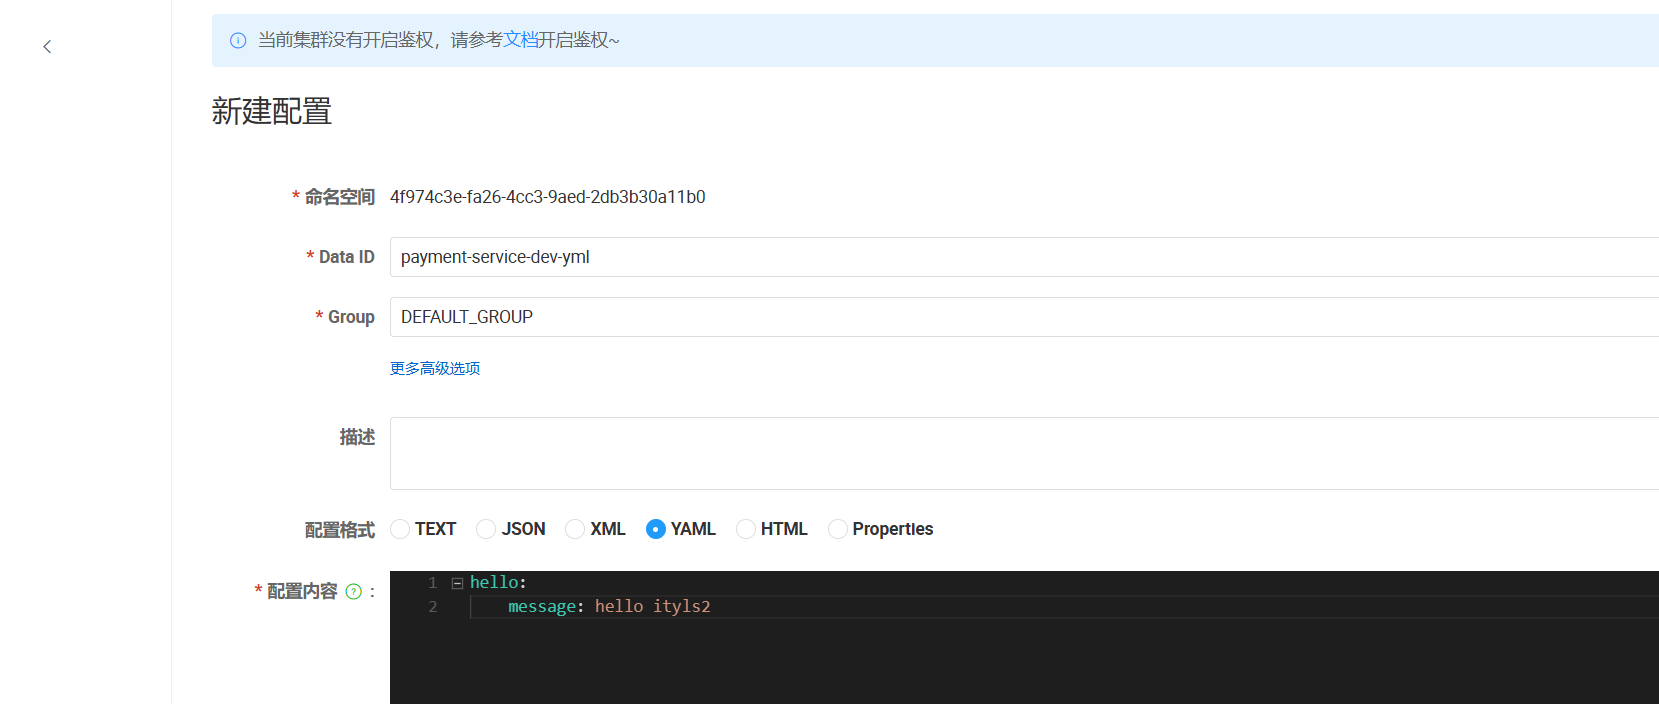 当前集群没有开启鉴权，请参考文档开启鉴权~
新建配置
* 命名空间 4f974c3e-fa26-4cc3-9aed-2db3b30a11b0
* Data ID payment-service-dev-yml
* Group DEFAULT_GROUP
更多高级选项
描述
配置格式 TEXT JSON XML YAML HTML Properties
* 配置内容 ? :
1 hello:
2 message: hello ityls2